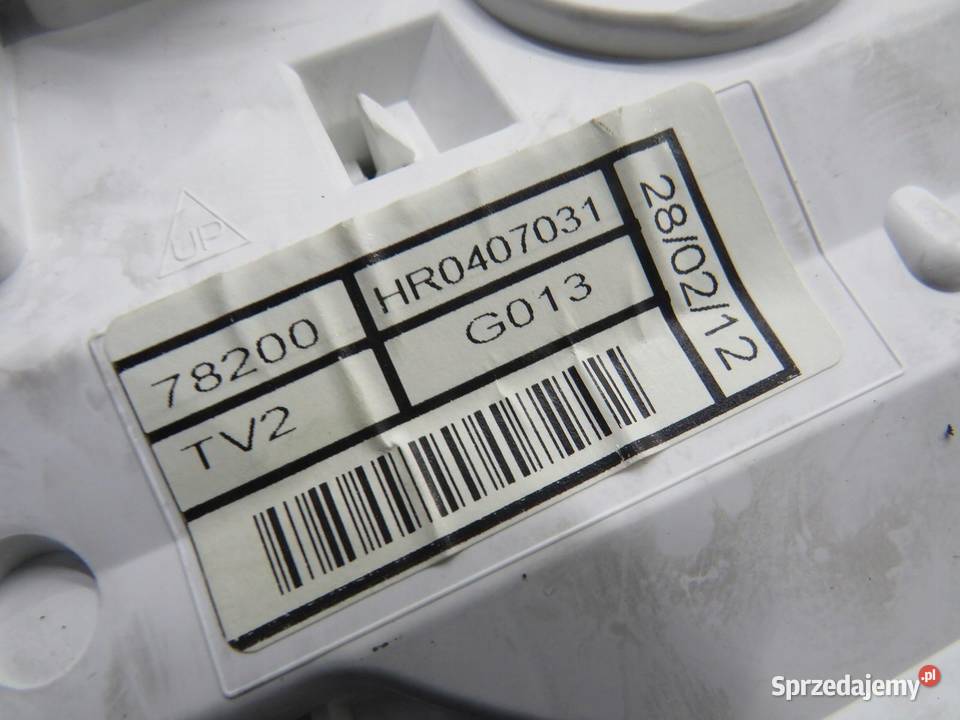 UP
78200
HR0407031
28/02/12
TV2
G013
Sprzedajemy.pl